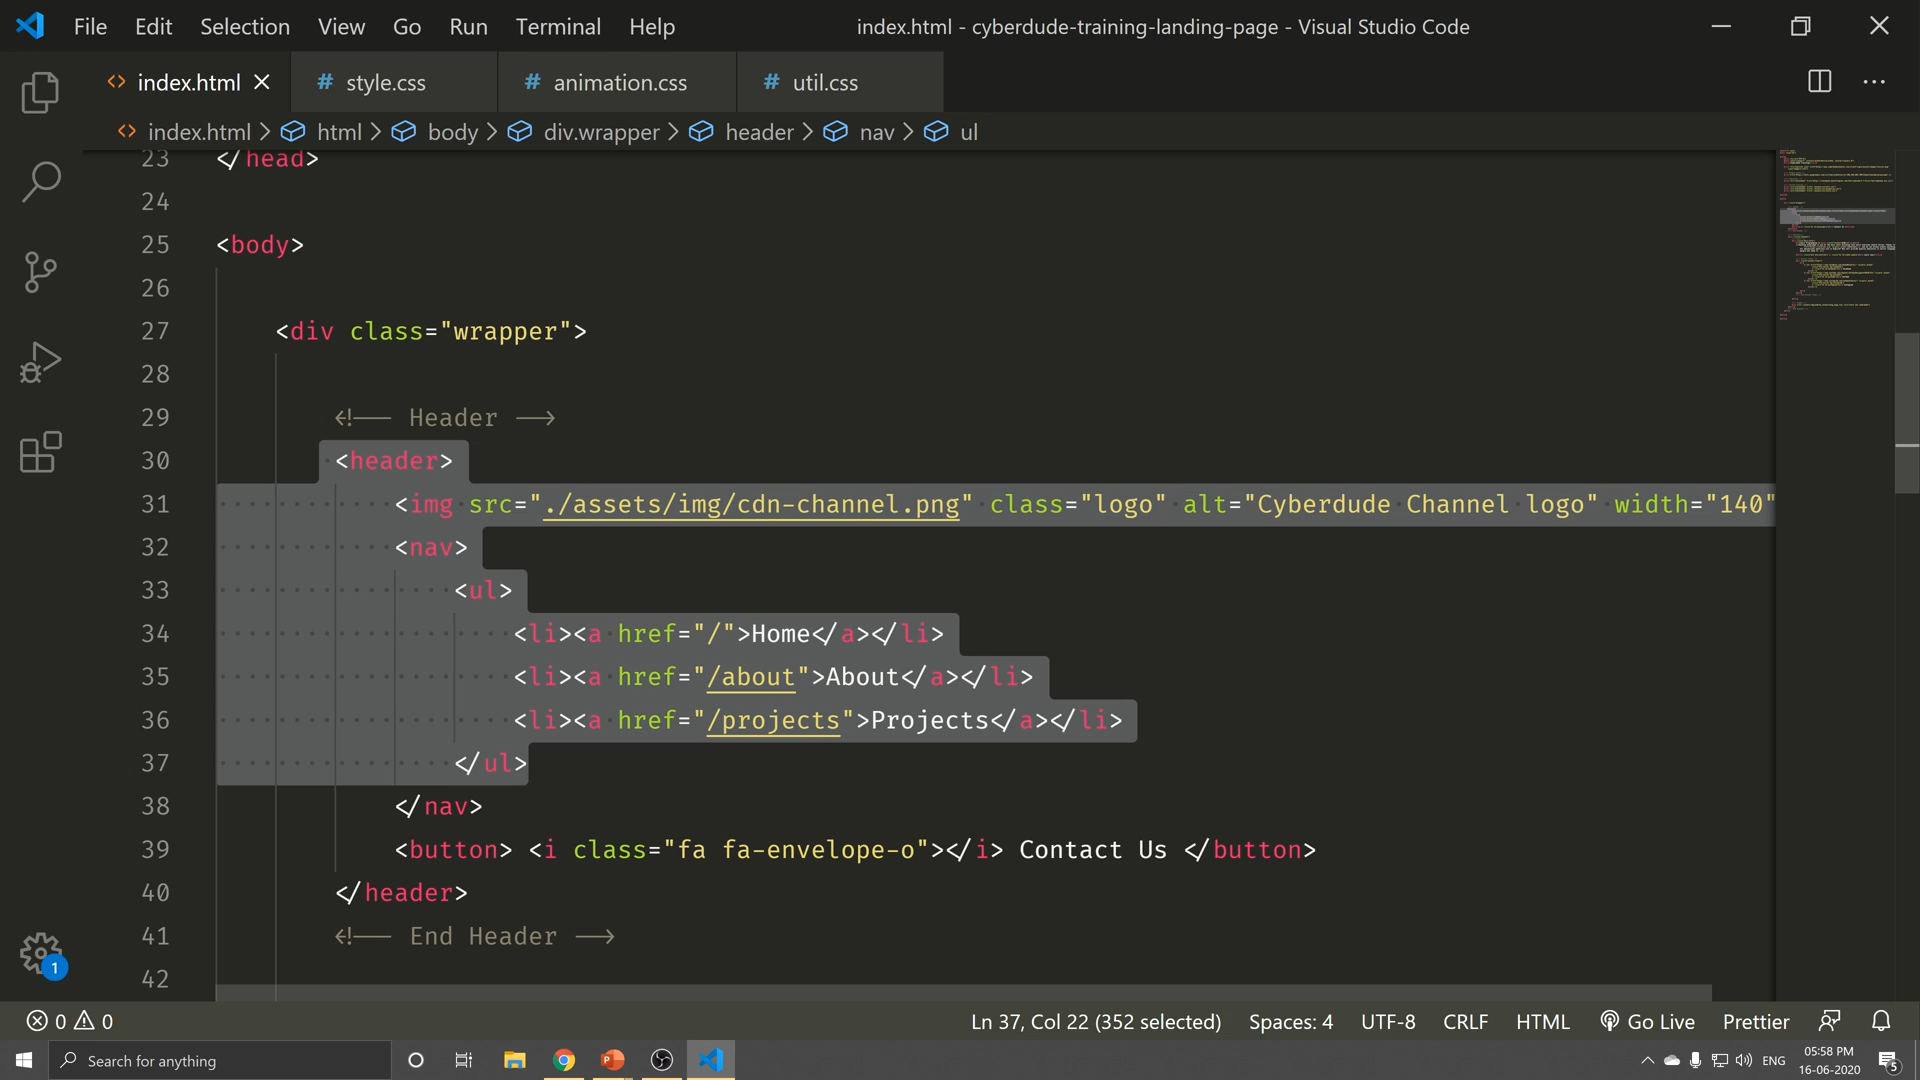 File Edit Selection View Go Run Terminal Help index.html - cyberdude-training-landing-page - Visual Studio Code
<> index.html # style.css # animation.css # util.css
<> index.html > html > body > div.wrapper > header > nav > ul
23 </head>
24
25 <body>
26
27 <div class="wrapper">
28
29 <!-- Header -->
30 <header>
31 <img src="./assets/img/cdn-channel.png" class="logo" alt="Cyberdude Channel logo" width="140"
32 <nav>
33 <ul>
34 <li><a href="/">Home</a></li>
35 <li><a href="/about">About</a></li>
36 <li><a href="/projects">Projects</a></li>
37 </ul>
38 </nav>
39 <button> <i class="fa fa-envelope-o"></i> Contact Us </button>
40 </header>
41 <!-- End Header -->
42
1
0 0 Ln 37, Col 22 (352 selected) Spaces: 4 UTF-8 CRLF HTML Go Live Prettier
Search for anything ENG 05:58 PM 5
16-06-2020